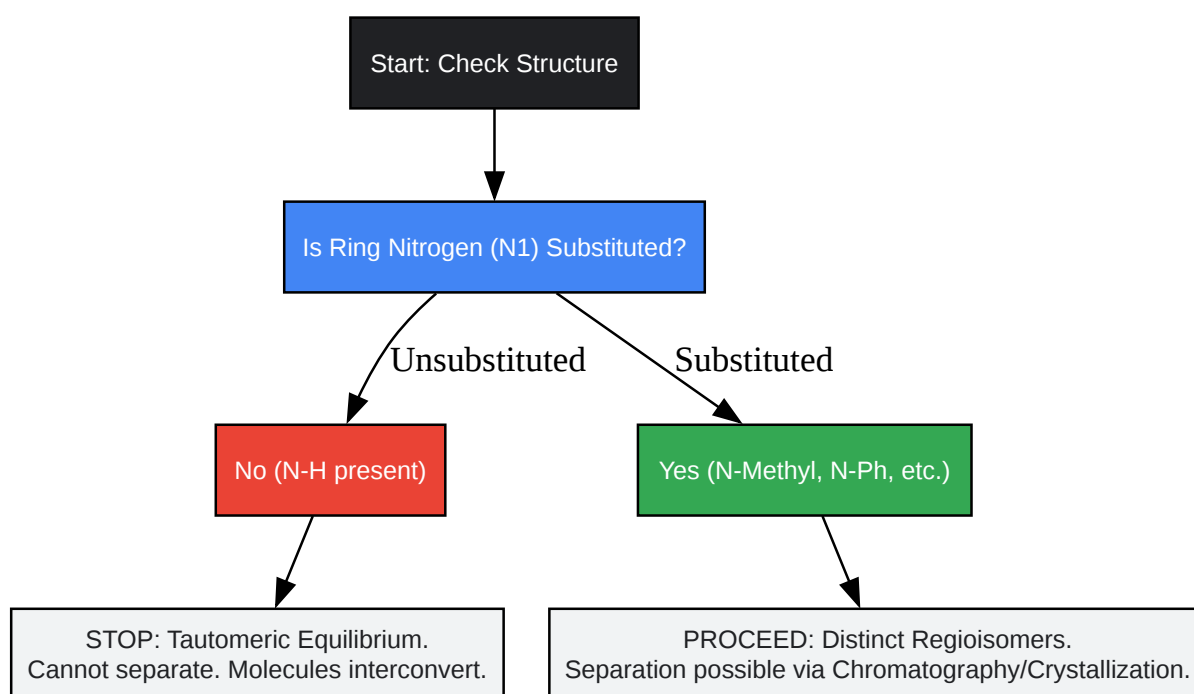 Start: Check Structure
Is Ring Nitrogen (N1) Substituted?
Unsubstituted
Substituted
No (N-H present)
Yes (N-Methyl, N-Ph, etc.)
STOP: Tautomeric Equilibrium.
Cannot separate. Molecules interconvert.
PROCEED: Distinct Regioisomers.
Separation possible via Chromatography/Crystallization.